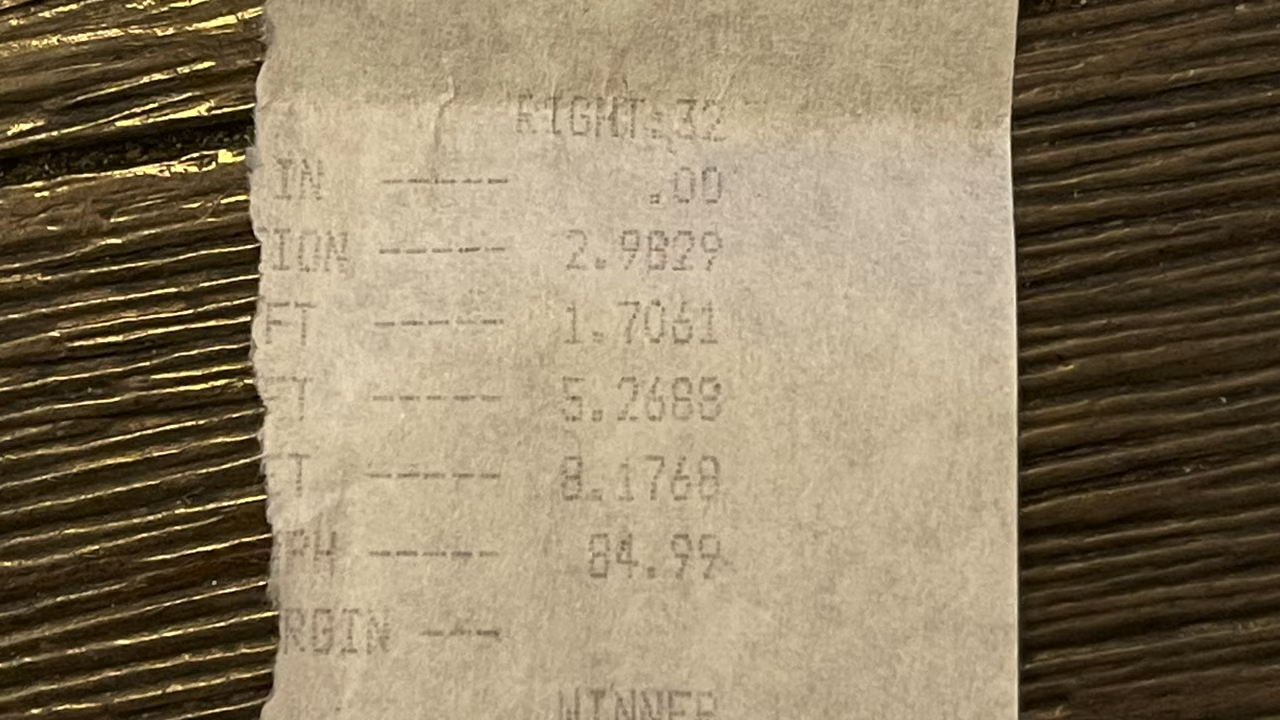 RIGHT:32
IN ----- .00
ION ----- 2.9829
FT ----- 1.7061
FT ----- 5.2688
FT ----- 8.1768
PH ----- 84.99
RGIN ---
WINNER